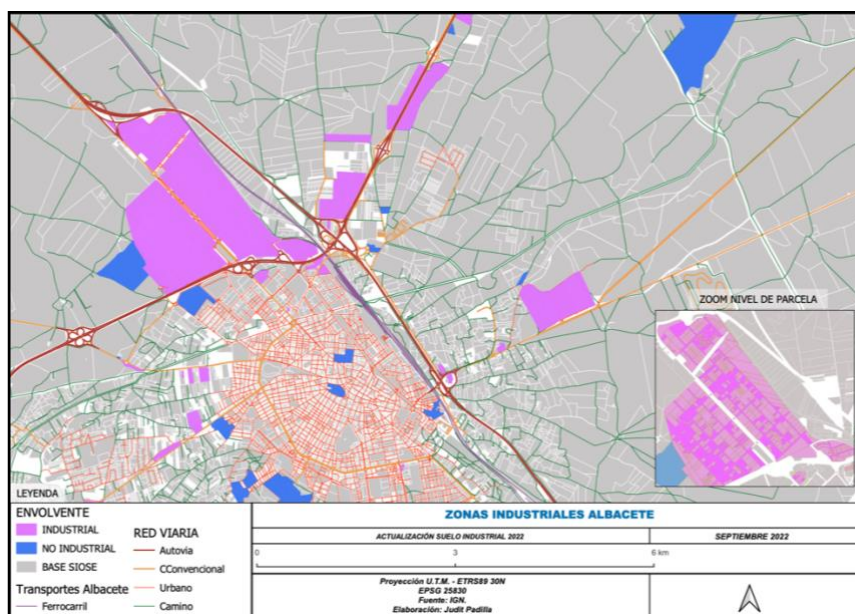 ZOOM NIVEL DE PARCELA
LEYENDA
ENVOLVENTE
INDUSTRIAL
NO INDUSTRIAL
BASE SIOSE
Transportes Albacete
Ferrocarril
RED VIARIA
Autovia
CConvencional
Urbano
Camino
ZONAS INDUSTRIALES ALBACETE
ACTUALIZACIÓN SUELO INDUSTRIAL 2022
SEPTIEMBRE 2022
0 3 6 km
Proyección U.T.M. - ETRS89 30N
EPSG 25830
Fuente: IGN.
Elaboración: Judit Padilla